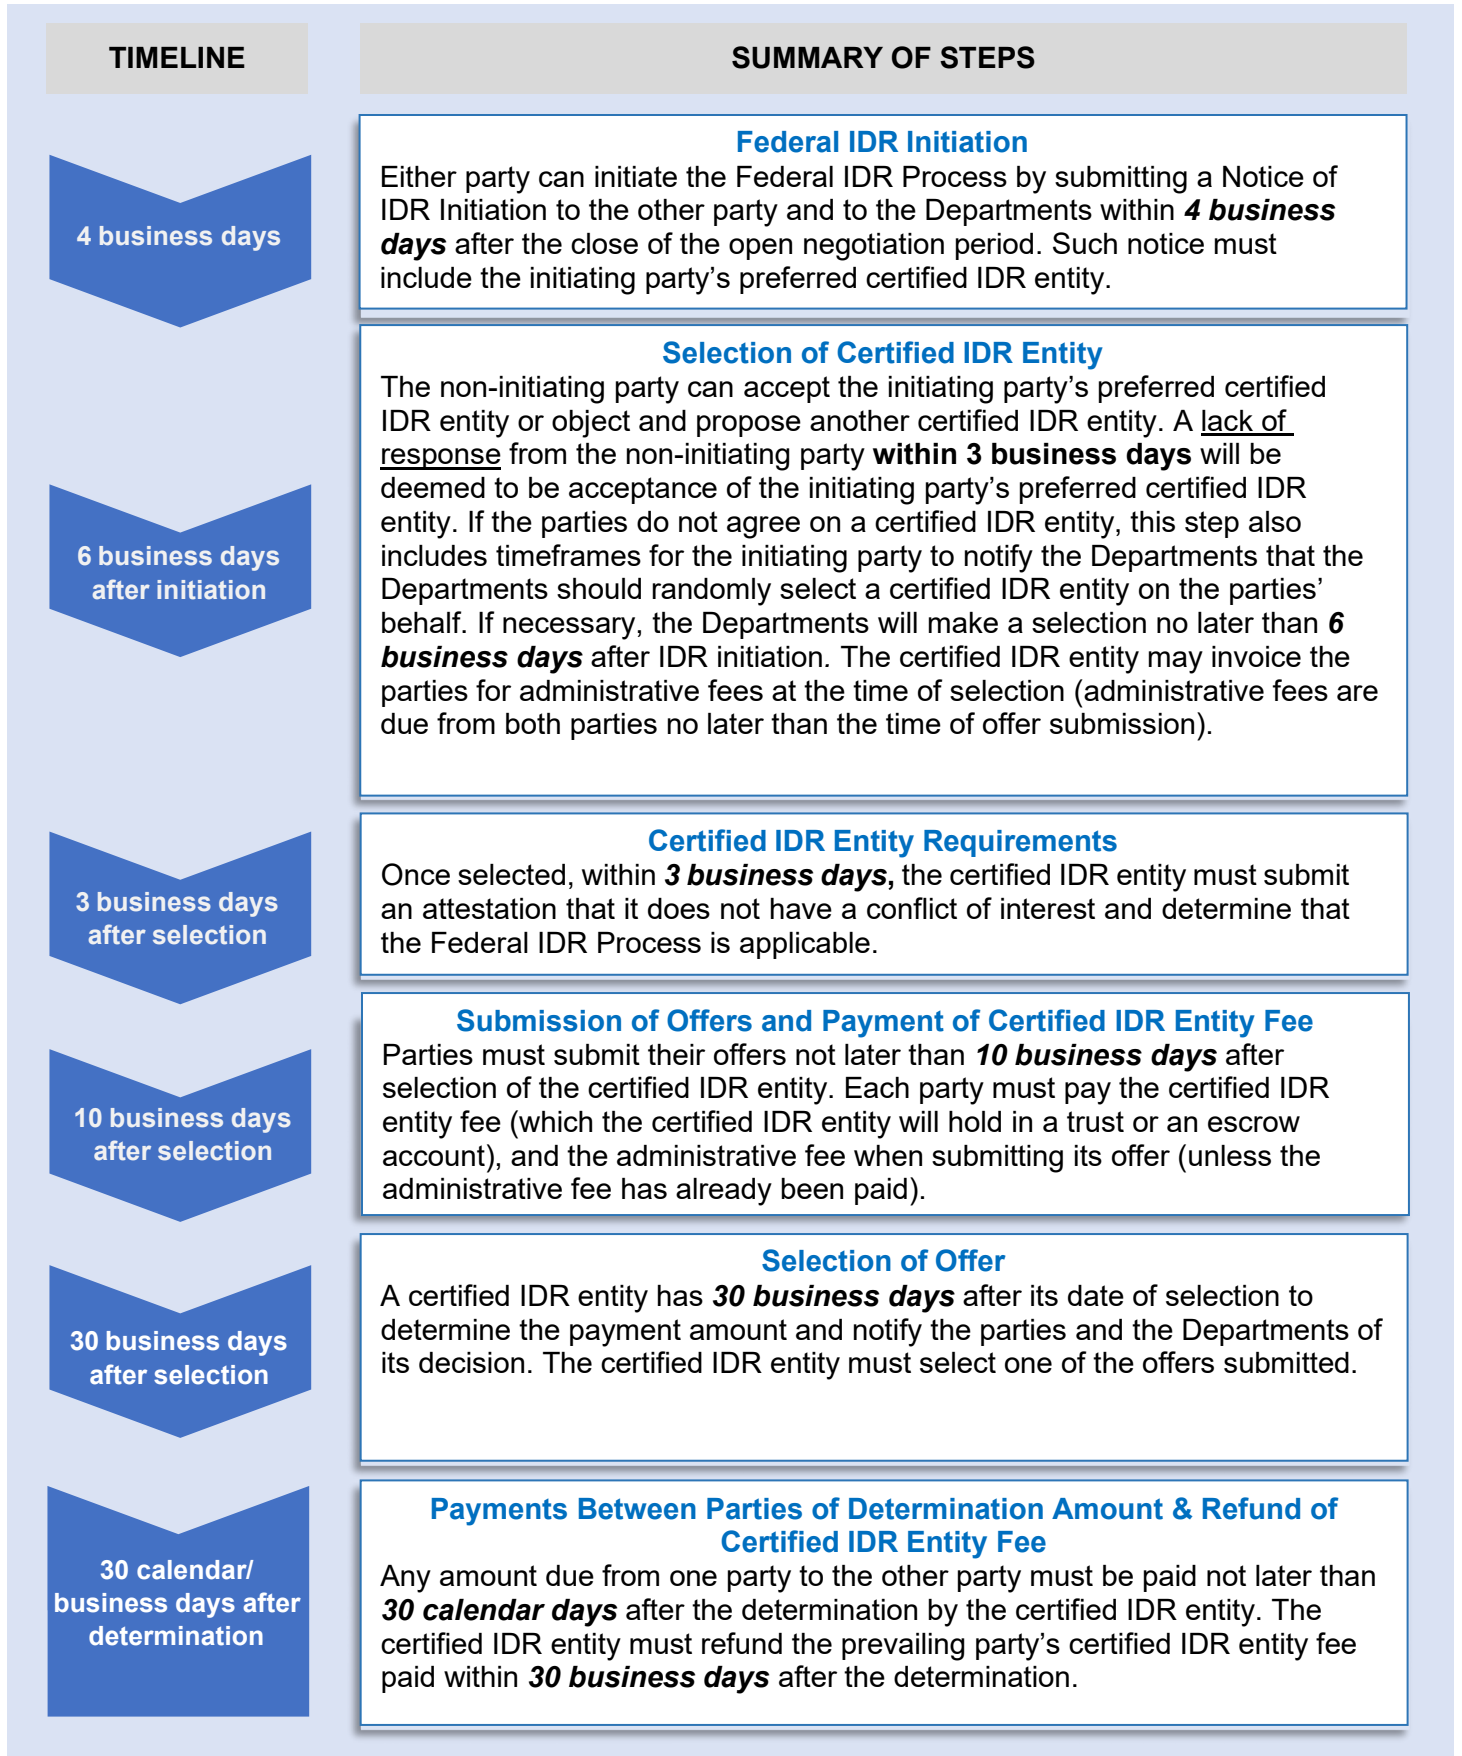 TIMELINE
SUMMARY OF STEPS
4 business days
Federal IDR Initiation
Either party can initiate the Federal IDR Process by submitting a Notice of
IDR Initiation to the other party and to the Departments within 4 business
days after the close of the open negotiation period. Such notice must
include the initiating party’s preferred certified IDR entity.
6 business days
after initiation
Selection of Certified IDR Entity
The non-initiating party can accept the initiating party’s preferred certified
IDR entity or object and propose another certified IDR entity. A lack of
response from the non-initiating party within 3 business days will be
deemed to be acceptance of the initiating party’s preferred certified IDR
entity. If the parties do not agree on a certified IDR entity, this step also
includes timeframes for the initiating party to notify the Departments that the
Departments should randomly select a certified IDR entity on the parties’
behalf. If necessary, the Departments will make a selection no later than 6
business days after IDR initiation. The certified IDR entity may invoice the
parties for administrative fees at the time of selection (administrative fees are
due from both parties no later than the time of offer submission).
3 business days
after selection
Certified IDR Entity Requirements
Once selected, within 3 business days, the certified IDR entity must submit
an attestation that it does not have a conflict of interest and determine that
the Federal IDR Process is applicable.
10 business days
after selection
Submission of Offers and Payment of Certified IDR Entity Fee
Parties must submit their offers not later than 10 business days after
selection of the certified IDR entity. Each party must pay the certified IDR
entity fee (which the certified IDR entity will hold in a trust or an escrow
account), and the administrative fee when submitting its offer (unless the
administrative fee has already been paid).
30 business days
after selection
Selection of Offer
A certified IDR entity has 30 business days after its date of selection to
determine the payment amount and notify the parties and the Departments of
its decision. The certified IDR entity must select one of the offers submitted.
30 calendar/
business days after
determination
Payments Between Parties of Determination Amount & Refund of
Certified IDR Entity Fee
Any amount due from one party to the other party must be paid not later than
30 calendar days after the determination by the certified IDR entity. The
certified IDR entity must refund the prevailing party’s certified IDR entity fee
paid within 30 business days after the determination.